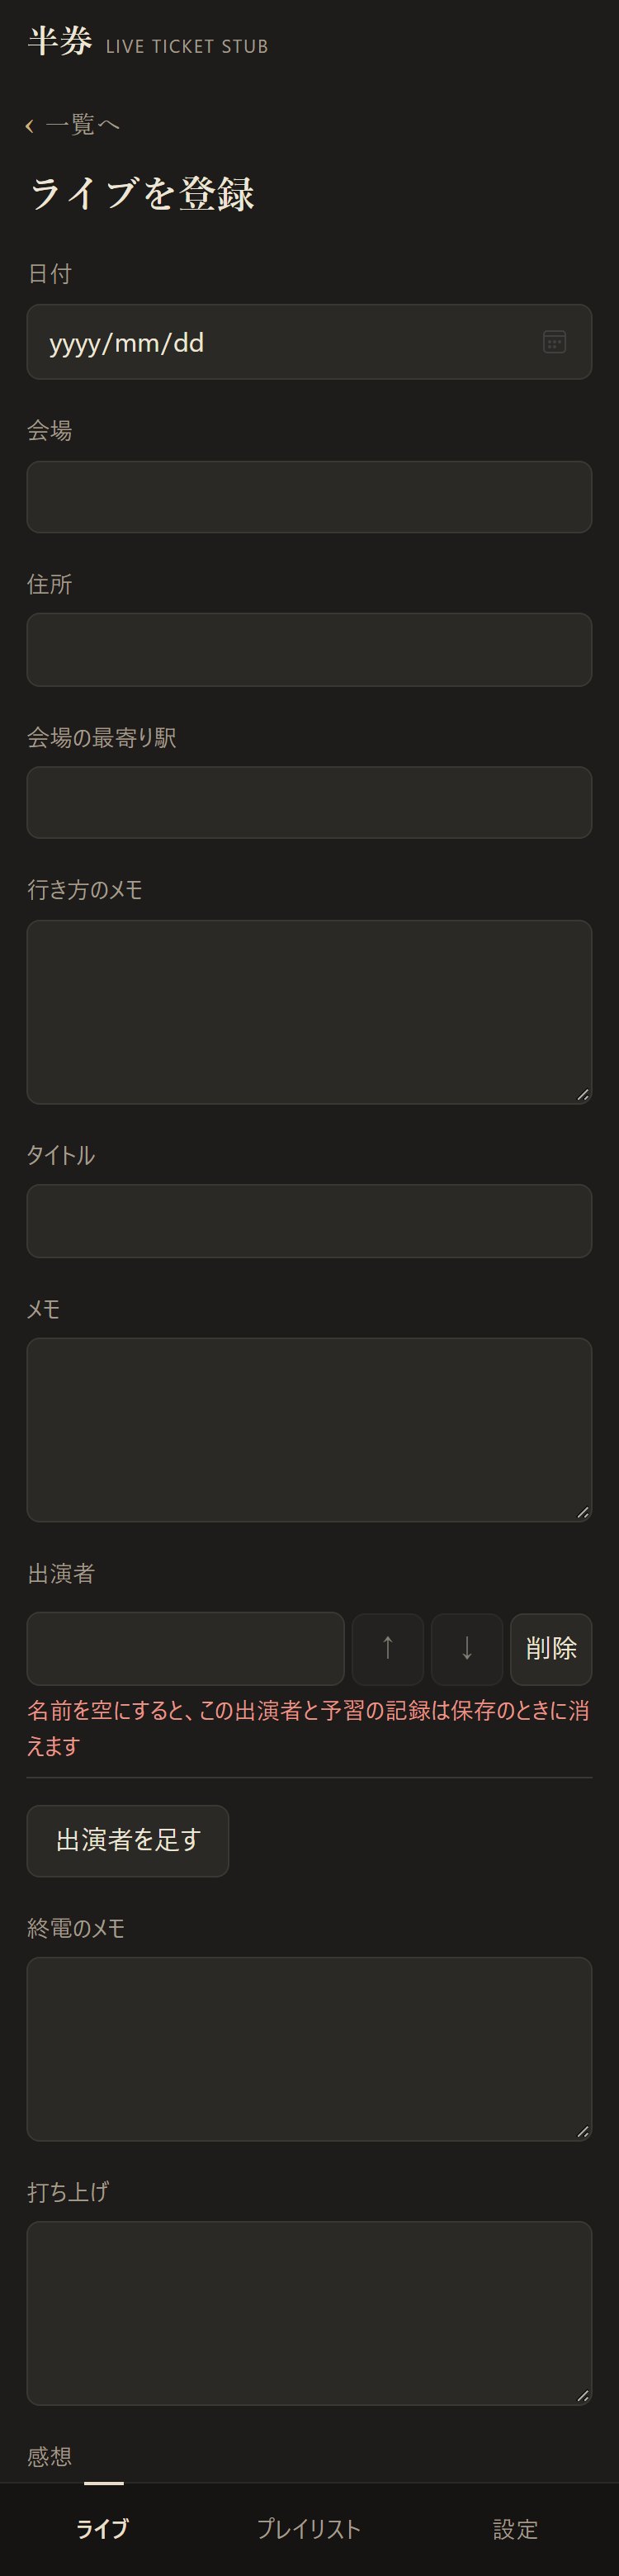 半券 LIVE TICKET STUB
‹ 一覧へ
ライブを登録
日付
yyyy/mm/dd
会場
住所
会場の最寄り駅
行き方のメモ
タイトル
メモ
出演者
↑ ↓ 削除
名前を空にすると、この出演者と予習の記録は保存のときに消
えます
出演者を足す
終電のメモ
打ち上げ
感想
ライブ プレイリスト 設定